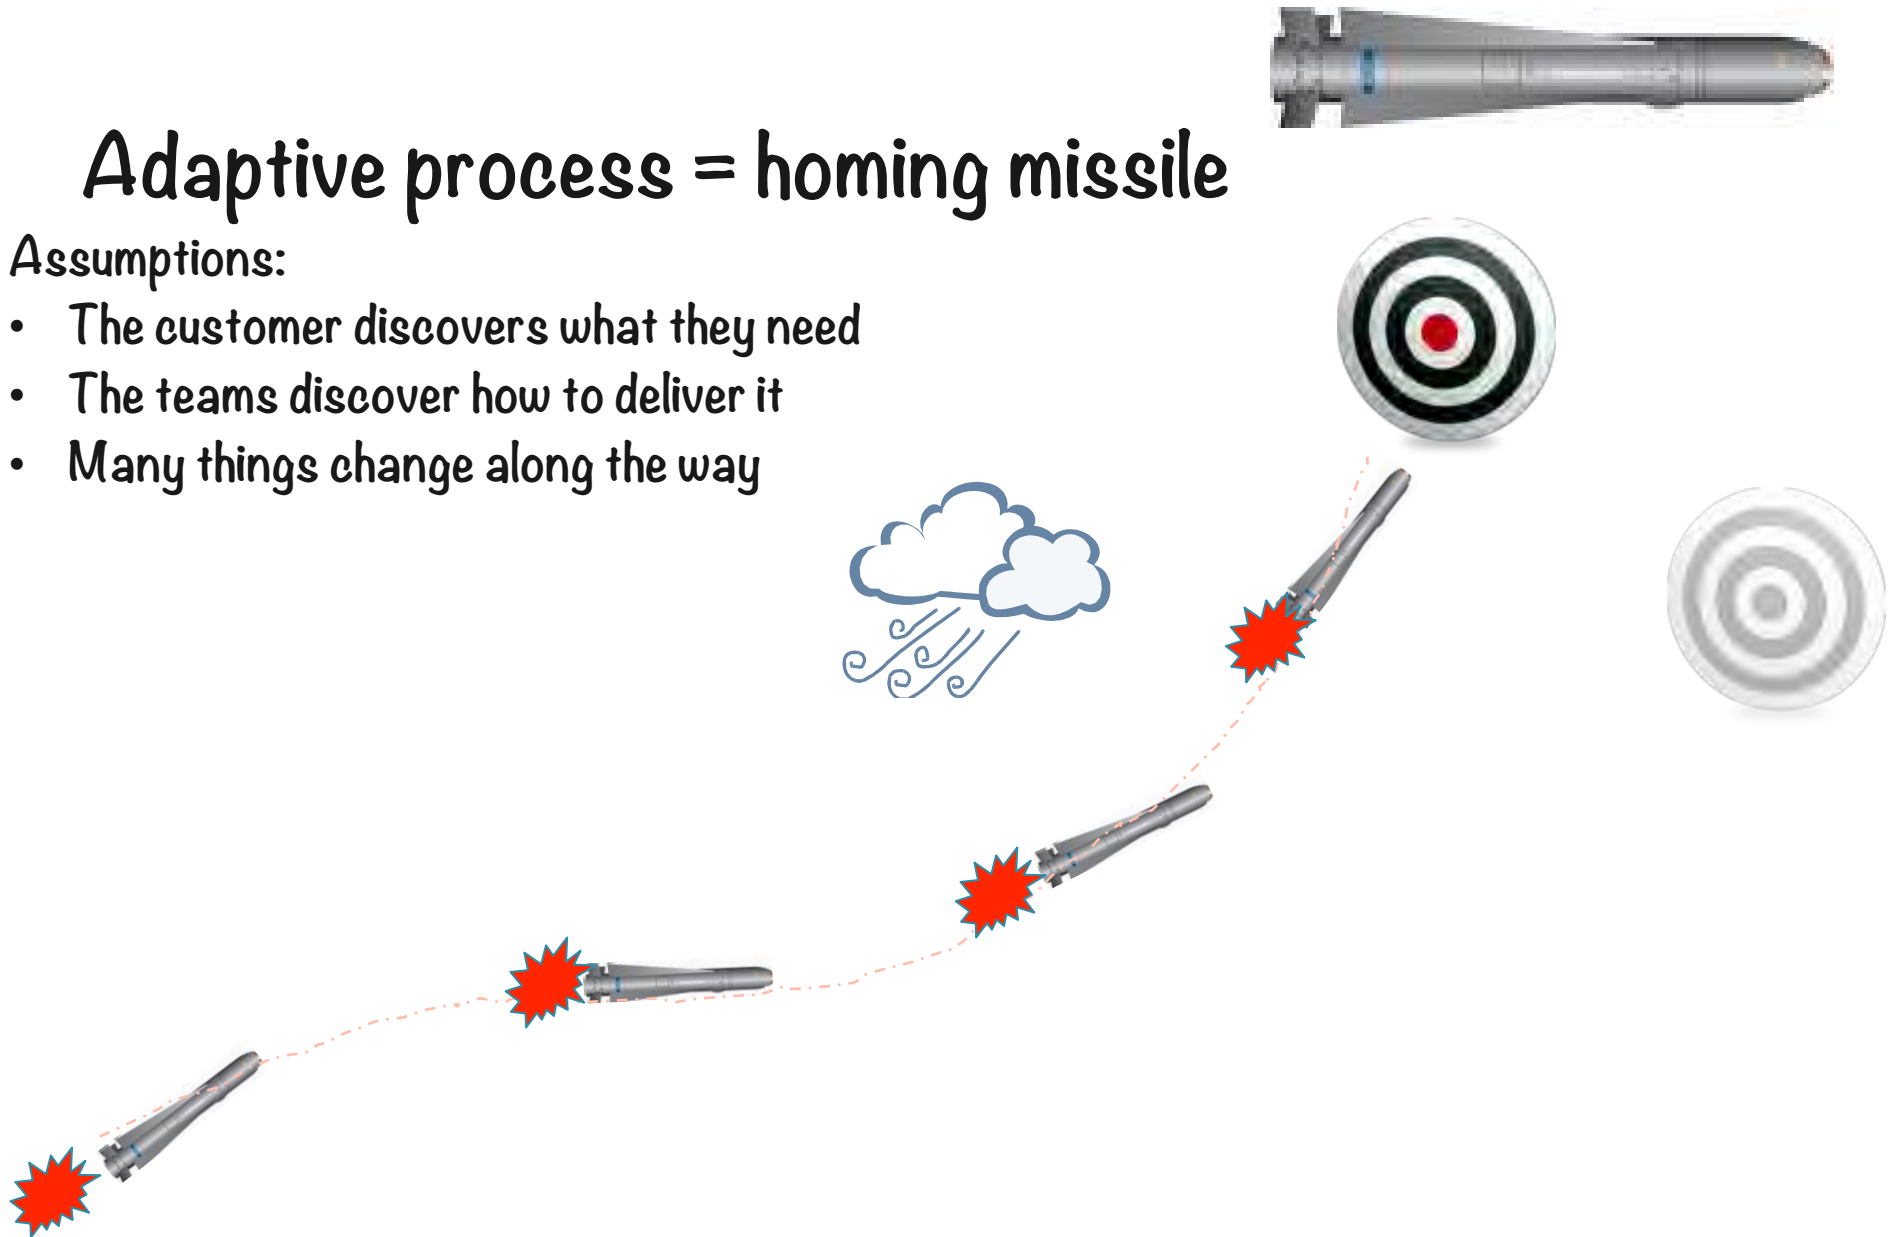 Adaptive process = homing missile
Assumptions:
• The customer discovers what they need
• The teams discover how to deliver it
• Many things change along the way